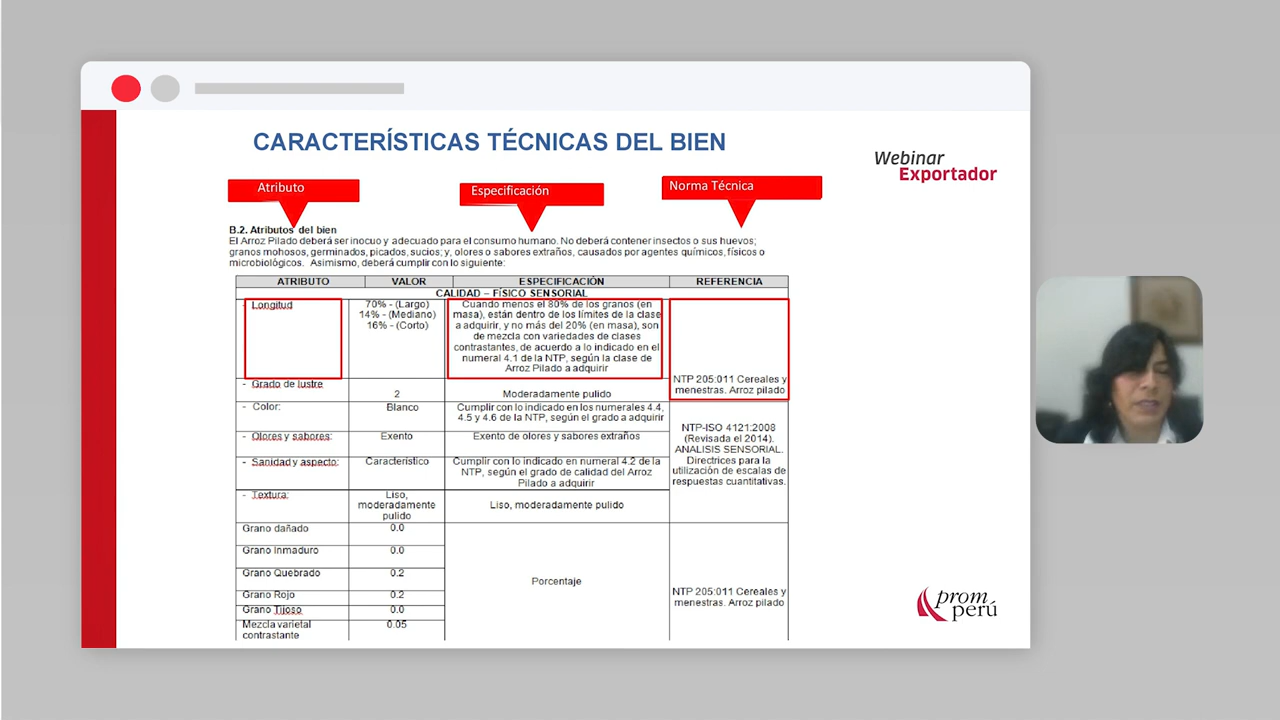 CARACTERÍSTICAS TÉCNICAS DEL BIEN
Webinar
Exportador
Atributo
Especificación
Norma Técnica
B.2. Atributos del bien
El Arroz Pilado deberá ser inocuo y adecuado para el consumo humano. No deberá contener insectos o sus huevos;
granos mohosos, germinados, picados, sucios; y, olores o sabores extraños, causados por agentes químicos, físicos o
microbiológicos. Asimismo, deberá cumplir con lo siguiente:
ATRIBUTO VALOR ESPECIFICACIÓN REFERENCIA
CALIDAD – FÍSICO SENSORIAL
- Longitud
70% - (Largo)
14% - (Mediano)
16% - (Corto)
Cuando menos el 80% de los granos (en
masa), están dentro de los límites de la clase
a adquirir, y no más del 20% (en masa), son
de mezcla con variedades de clases
contrastantes, de acuerdo a lo indicado en el
numeral 4.1 de la NTP, según la clase de
Arroz Pilado a adquirir
NTP 205:011 Cereales y
menestras. Arroz pilado
- Grado de lustre
2
Moderadamente pulido
- Color:
Blanco
Cumplir con lo indicado en los numerales 4.4,
4.5 y 4.6 de la NTP, según el grado a adquirir
NTP-ISO 4121:2008
(Revisada el 2014).
ANALISIS SENSORIAL.
Directrices para la
utilización de escalas de
respuestas cuantitativas.
- Olores y sabores:
Exento
Exento de olores y sabores extraños
- Sanidad y aspecto:
Característico
Cumplir con lo indicado en numeral 4.2 de la
NTP, según el grado de calidad del Arroz
Pilado a adquirir
- Textura:
Liso,
moderadamente
pulido
Liso, moderadamente pulido
Grano dañado 0.0
Grano Inmaduro 0.0
Grano Quebrado 0.2
Grano Rojo 0.2
Grano Tijoso 0.0
Mezcla varietal
contrastante
0.05
Porcentaje
NTP 205:011 Cereales y
menestras. Arroz pilado
prom
perú